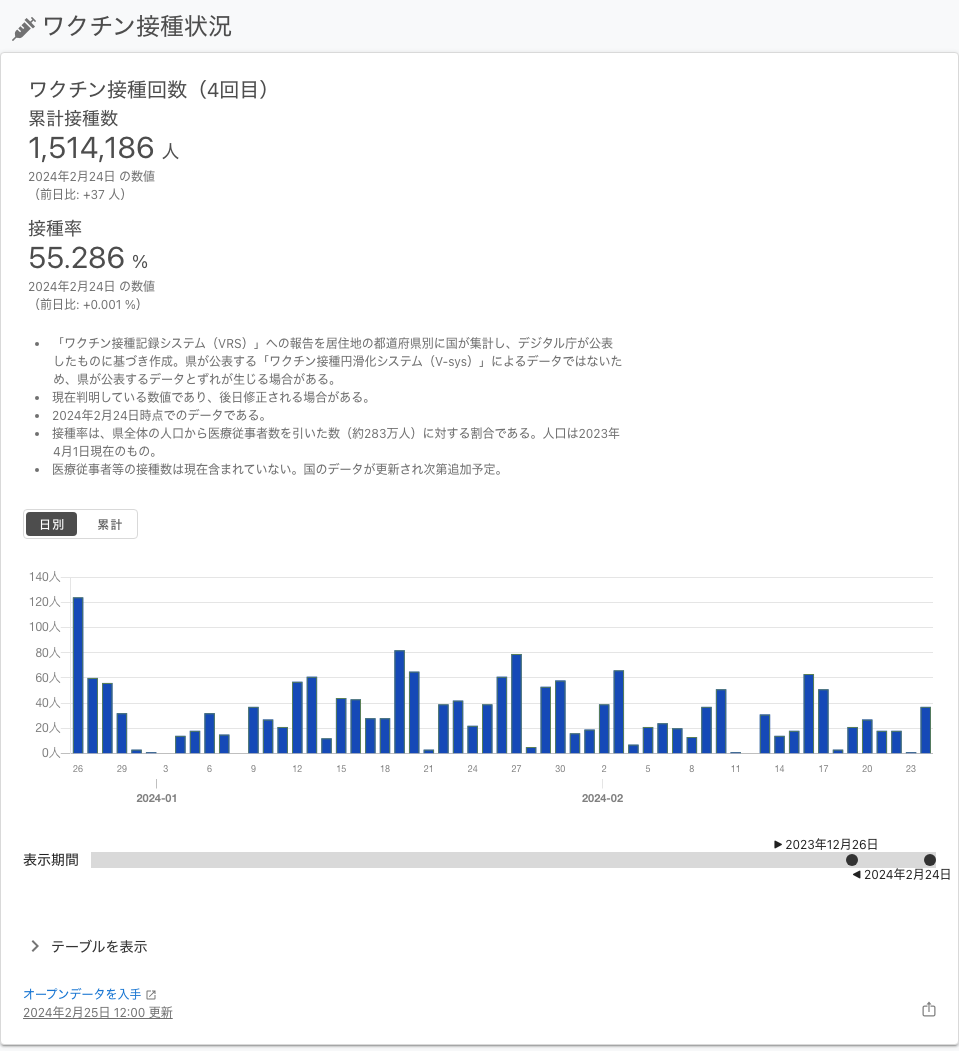 ワクチン接種状況
ワクチン接種回数（4回目）
累計接種数
1,514,186 人
2024年2月24日 の数値
（前日比: +37 人）
接種率
55.286 %
2024年2月24日 の数値
（前日比: +0.001 %）
• 「ワクチン接種記録システム（VRS）」への報告を居住地の都道府県別に国が集計し、デジタル庁が公表
したものに基づき作成。県が公表する「ワクチン接種円滑化システム（V-sys）」によるデータではないた
め、県が公表するデータとずれが生じる場合がある。
• 現在判明している数値であり、後日修正される場合がある。
• 2024年2月24日時点でのデータである。
• 接種率は、県全体の人口から医療従事者数を引いた数（約283万人）に対する割合である。人口は2023年
4月1日現在のもの。
• 医療従事者等の接種数は現在含まれていない。国のデータが更新され次第追加予定。
日別 累計
140人
120人
100人
80人
60人
40人
20人
0人
26 29 3 6 9 12 15 18 21 24 27 30 2 5 8 11 14 17 20 23
2024-01 2024-02
▶ 2023年12月26日
表示期間
◀ 2024年2月24日
テーブルを表示
オープンデータを入手
2024年2月25日 12:00 更新